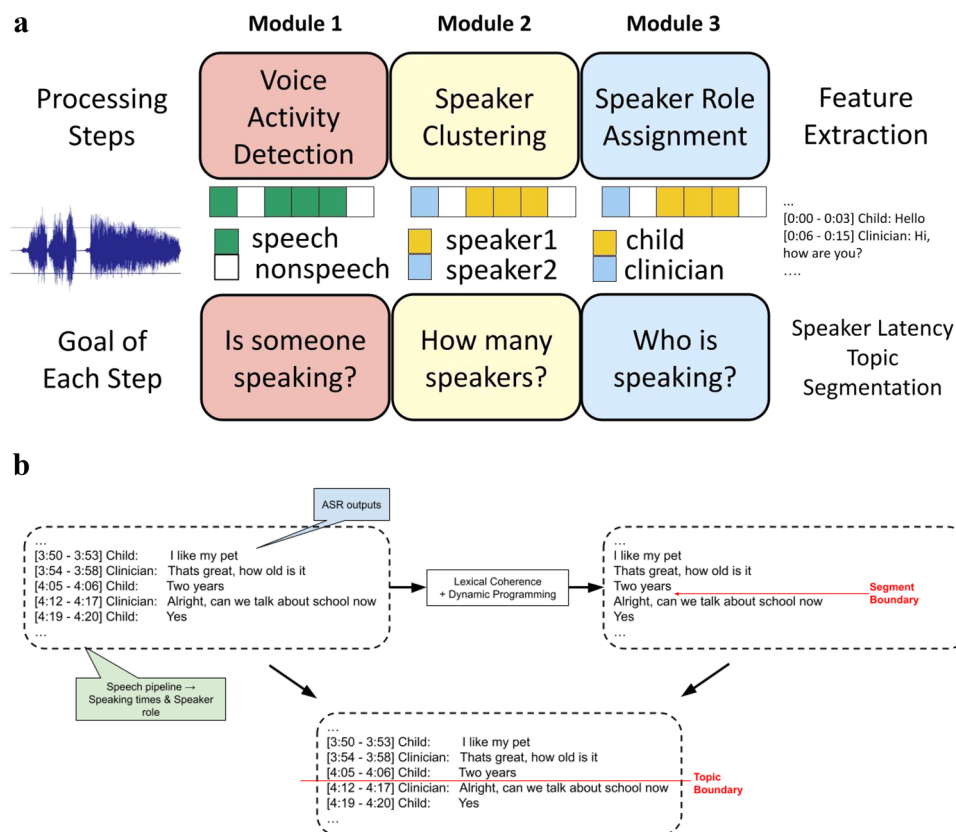 a
Module 1
Module 2
Module 3
Processing
Steps
Voice
Activity
Detection
Speaker
Clustering
Speaker Role
Assignment
Feature
Extraction
speech
nonspeech
speaker1
speaker2
child
clinician
...
[0:00 - 0:03] Child: Hello
[0:06 - 0:15] Clinician: Hi,
how are you?
....
Goal of
Each Step
Is someone
speaking?
How many
speakers?
Who is
speaking?
Speaker Latency
Topic
Segmentation
b
ASR outputs
...
[3:50 - 3:53] Child: I like my pet
[3:54 - 3:58] Clinician: Thats great, how old is it
[4:05 - 4:06] Child: Two years
[4:12 - 4:17] Clinician: Alright, can we talk about school now
[4:19 - 4:20] Child: Yes
...
Lexical Coherence
+ Dynamic Programming
...
I like my pet
Thats great, how old is it
Two years
Alright, can we talk about school now
Yes
...
Segment
Boundary
Speech pipeline →
Speaking times & Speaker
role
...
[3:50 - 3:53] Child: I like my pet
[3:54 - 3:58] Clinician: Thats great, how old is it
[4:05 - 4:06] Child: Two years
[4:12 - 4:17] Clinician: Alright, can we talk about school now
[4:19 - 4:20] Child: Yes
...
Topic
Boundary